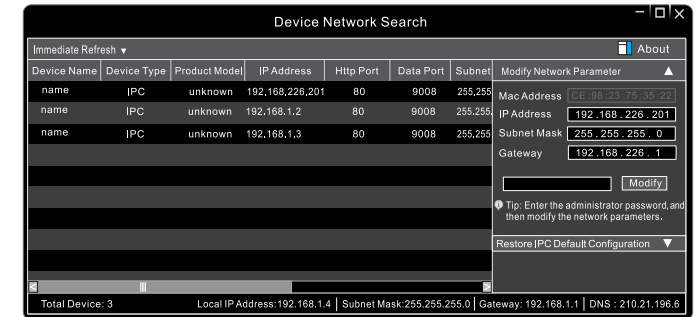 Device Network Search
Immediate Refresh ▼ About
Device Name Device Type Product Model IP Address Http Port Data Port Subnet
name IPC unknown 192,168,226,201 80 9008 255,255
name IPC unknown 192.168.1.2 80 9008 255.255.
name IPC unknown 192,168,1,3 80 9008 255,255
Modify Network Parameter ▲
Mac Address CE :98 :23 :75 :35 :22
IP Address 192 .168 . 226 . 201
Subnet Mask 255 . 255 . 255 . 0
Gateway 192 .168 . 226 . 1
Modify
Tip: Enter the administrator password, and
then modify the network parameters.
Restore IPC Default Configuration ▼
Total Device: 3 Local IP Address:192.168.1.4 | Subnet Mask:255.255.255.0 | Gateway: 192.168.1.1 | DNS : 210.21.196.6